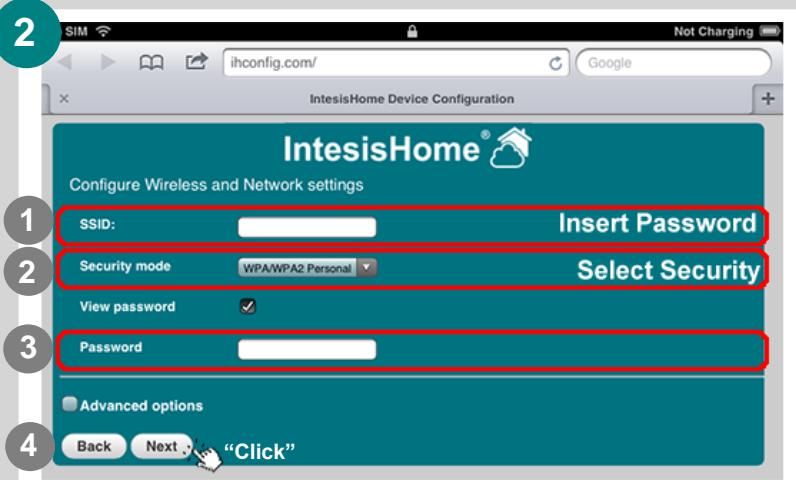 2
SIM Not Charging
ihconfig.com/ Google
IntesisHome Device Configuration
IntesisHome®
Configure Wireless and Network settings
1 SSID: Insert Password
2 Security mode WPA/WPA2 Personal Select Security
View password
3 Password
Advanced options
4 Back Next “Click”